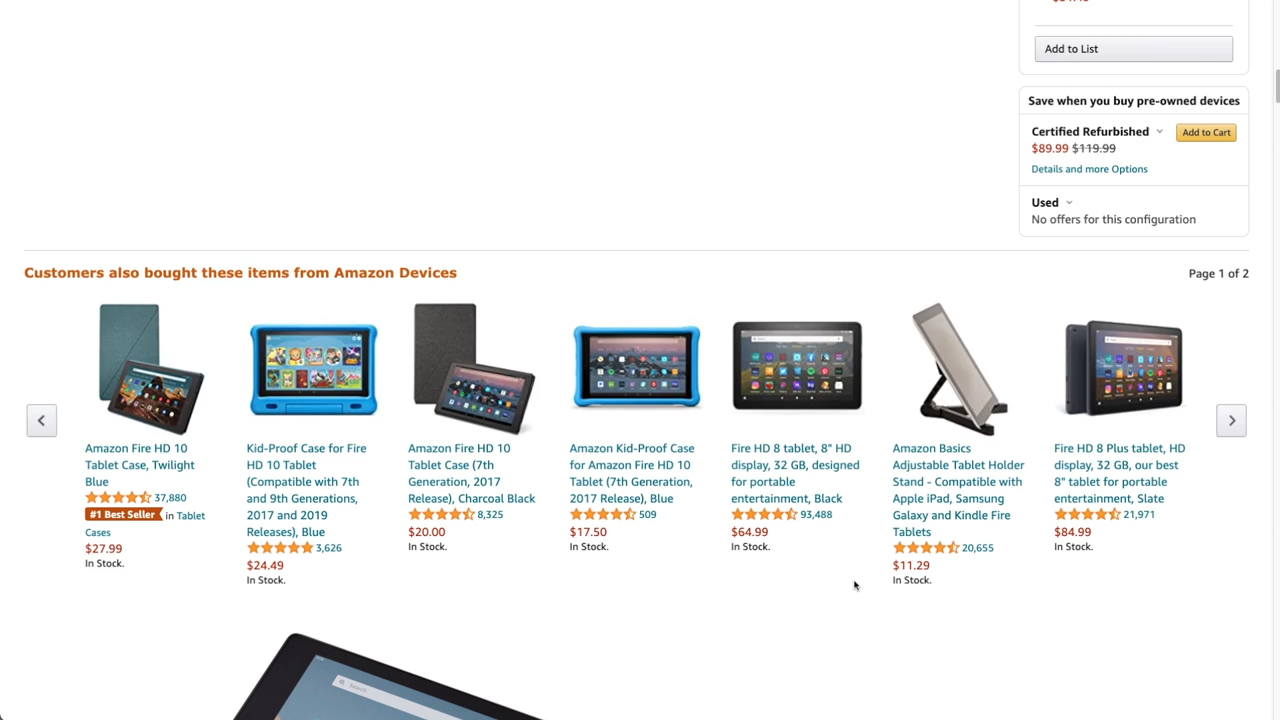 Add to List
Save when you buy pre-owned devices
Certified Refurbished
Add to Cart
$89.99 $119.99
Details and more Options
Used
No offers for this configuration
Customers also bought these items from Amazon Devices
Page 1 of 2
Amazon Fire HD 10
Tablet Case, Twilight
Blue
37,880
#1 Best Seller in Tablet
Cases
$27.99
In Stock.
Kid-Proof Case for Fire
HD 10 Tablet
(Compatible with 7th
and 9th Generations,
2017 and 2019
Releases), Blue
3,626
$24.49
In Stock.
Amazon Fire HD 10
Tablet Case (7th
Generation, 2017
Release), Charcoal Black
8,325
$20.00
In Stock.
Amazon Kid-Proof Case
for Amazon Fire HD 10
Tablet (7th Generation,
2017 Release), Blue
509
$17.50
In Stock.
Fire HD 8 tablet, 8" HD
display, 32 GB, designed
for portable
entertainment, Black
93,488
$64.99
In Stock.
Amazon Basics
Adjustable Tablet Holder
Stand - Compatible with
Apple iPad, Samsung
Galaxy and Kindle Fire
Tablets
20,655
$11.29
In Stock.
Fire HD 8 Plus tablet, HD
display, 32 GB, our best
8" tablet for portable
entertainment, Slate
21,971
$84.99
In Stock.
Search